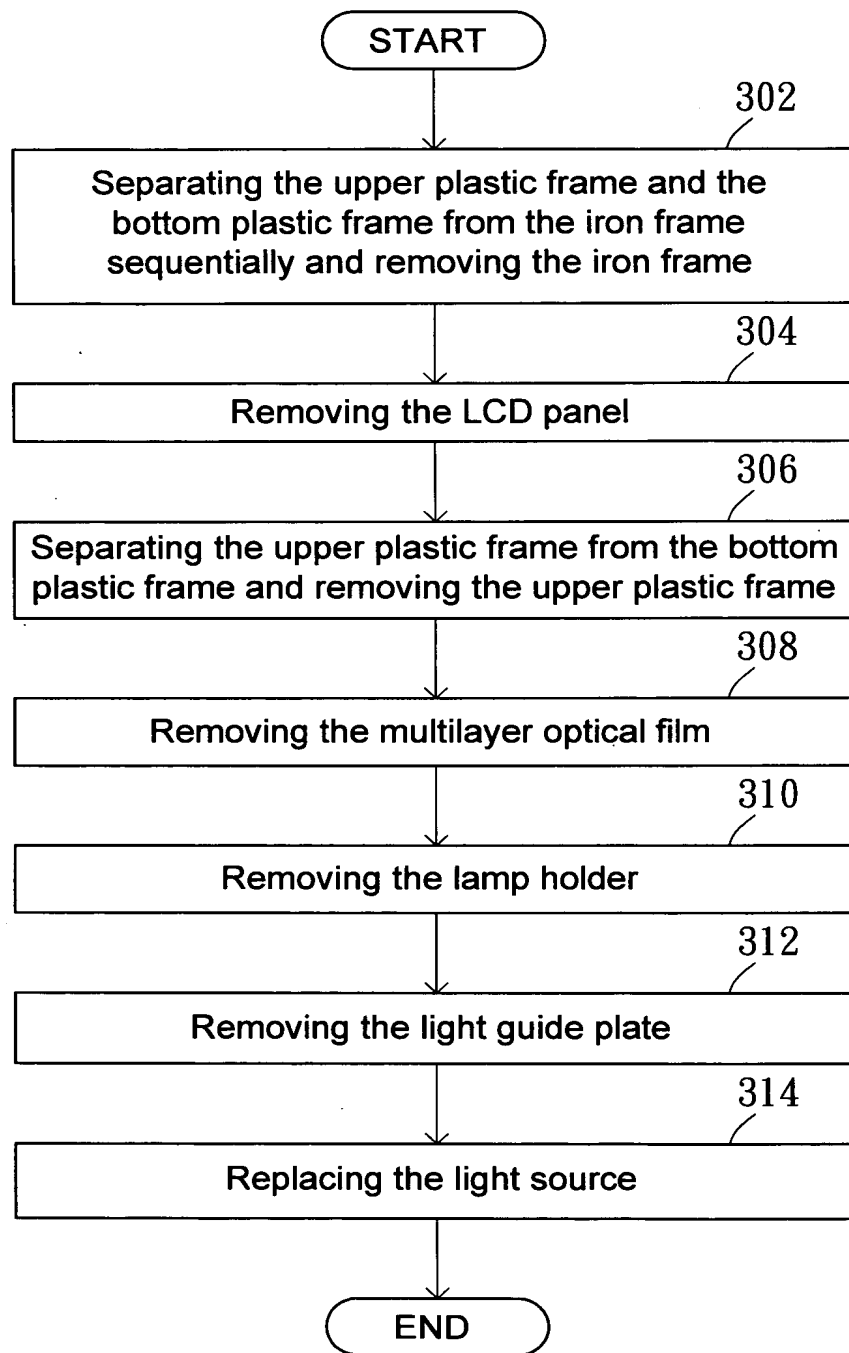 START
302
Separating the upper plastic frame and the
bottom plastic frame from the iron frame
sequentially and removing the iron frame
304
Removing the LCD panel
306
Separating the upper plastic frame from the bottom
plastic frame and removing the upper plastic frame
308
Removing the multilayer optical film
310
Removing the lamp holder
312
Removing the light guide plate
314
Replacing the light source
END